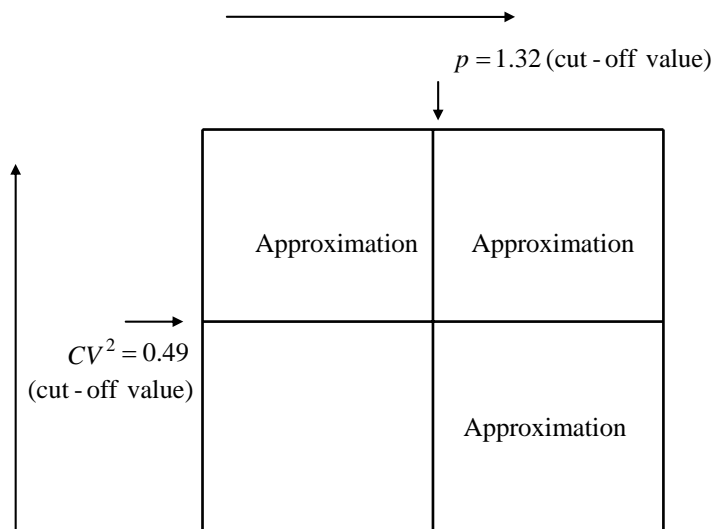 p = 1.32 (cut - off value)
Approximation Approximation
CV² = 0.49
(cut - off value)
Approximation